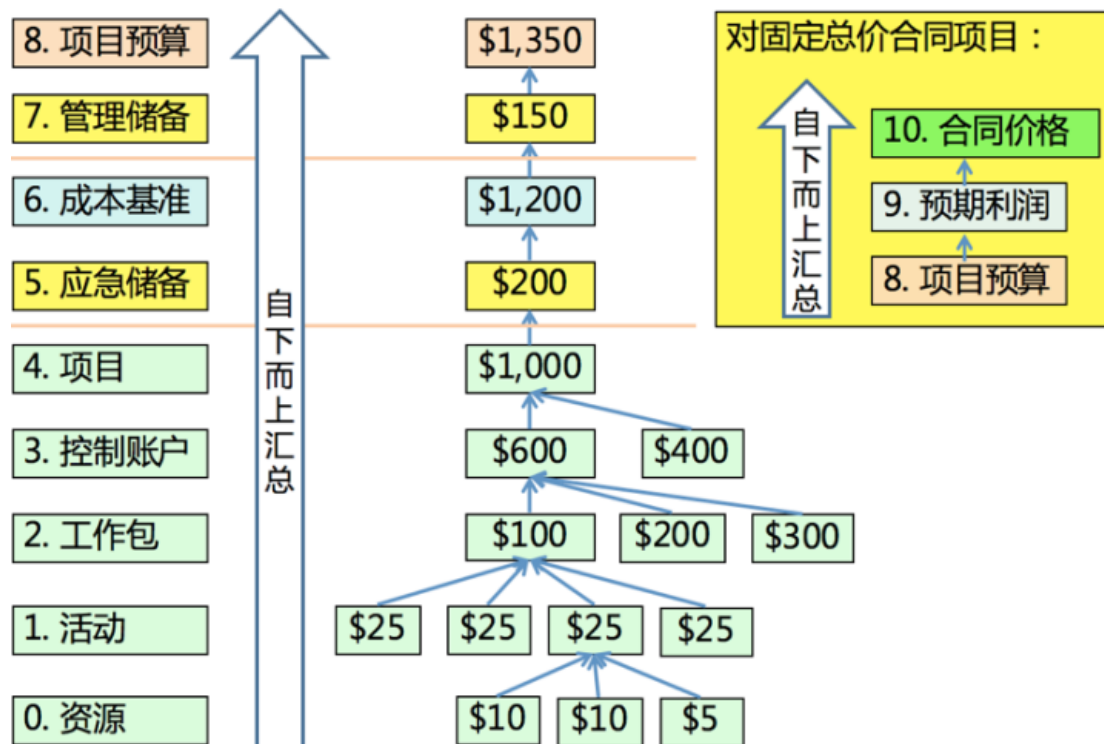 8. 项目预算
$1,350
7. 管理储备
$150
6. 成本基准
$1,200
5. 应急储备
$200
4. 项目
$1,000
3. 控制账户
$600 $400
2. 工作包
$100 $200 $300
1. 活动
$25 $25 $25 $25
0. 资源
$10 $10 $5
自下而上汇总
对固定总价合同项目：
自下而上汇总
10. 合同价格
9. 预期利润
8. 项目预算